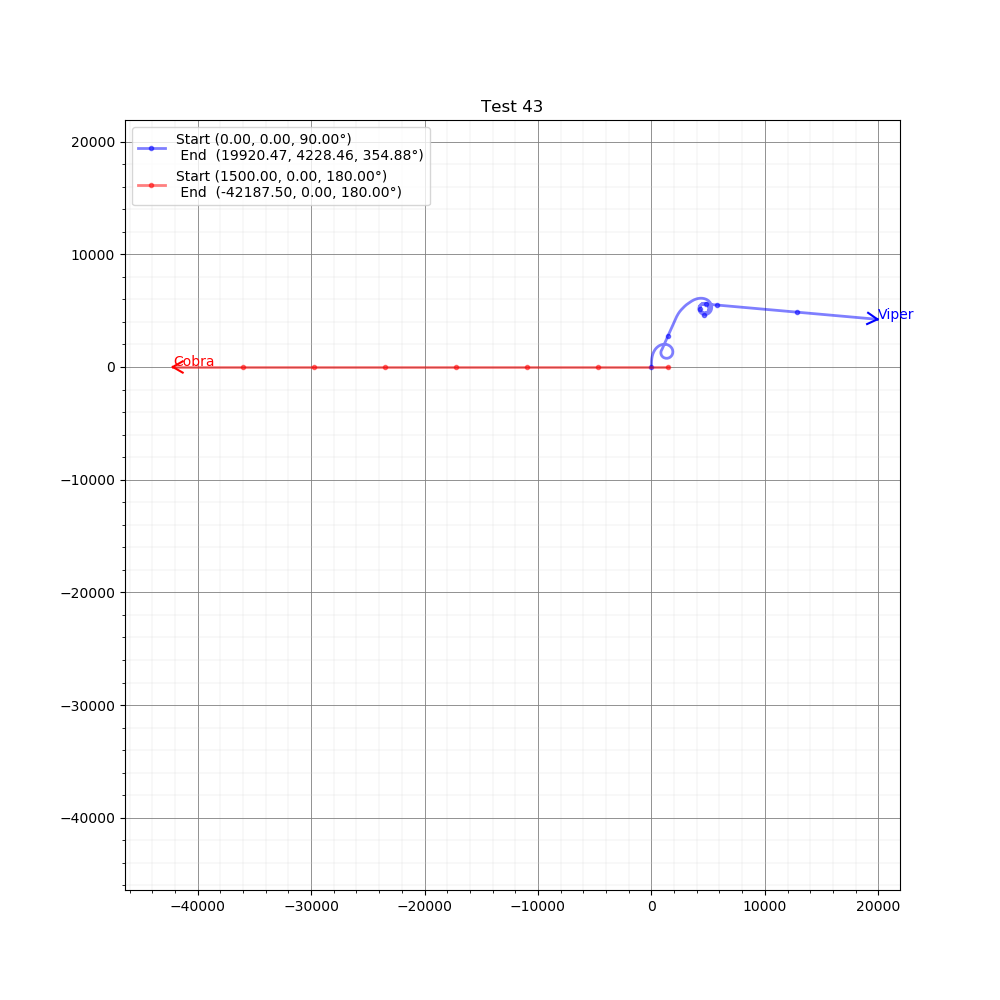 Test 43
Start (0.00, 0.00, 90.00°)
End  (19920.47, 4228.46, 354.88°)
Start (1500.00, 0.00, 180.00°)
End  (-42187.50, 0.00, 180.00°)
20000
10000
0
−10000
−20000
−30000
−40000
Viper
Cobra
−40000
−30000
−20000
−10000
0
10000
20000